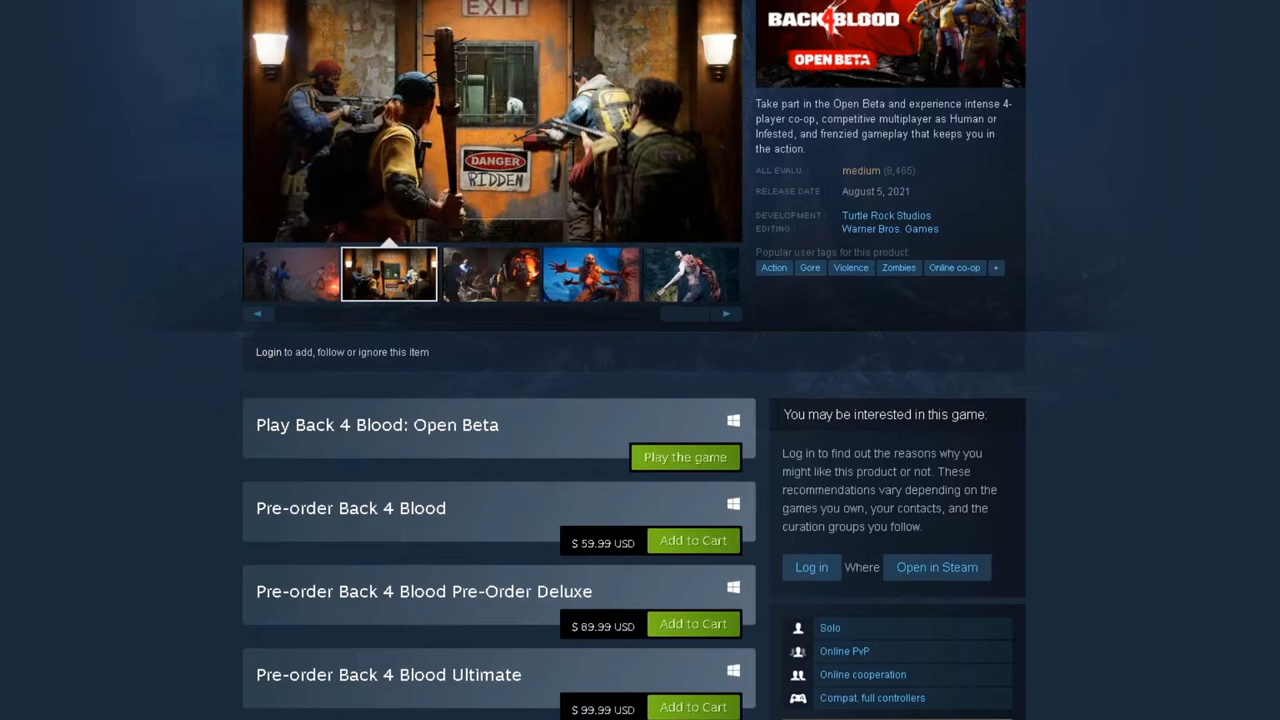 EXIT
DANGER
RIDDEN
BACK 4 BLOOD
OPEN BETA
Take part in the Open Beta and experience intense 4-
player co-op, competitive multiplayer as Human or
Infested, and frenzied gameplay that keeps you in
the action.
ALL EVALU. : medium (8,465)
RELEASE DATE : August 5, 2021
DEVELOPMENT : Turtle Rock Studios
EDITING : Warner Bros. Games
Popular user tags for this product:
Action Gore Violence Zombies Online co-op +
Login to add, follow or ignore this item
Play Back 4 Blood: Open Beta
Play the game
Pre-order Back 4 Blood
$ 59.99 USD Add to Cart
Pre-order Back 4 Blood Pre-Order Deluxe
$ 89.99 USD Add to Cart
Pre-order Back 4 Blood Ultimate
$ 99.99 USD Add to Cart
You may be interested in this game:
Log in to find out the reasons why you
might like this product or not. These
recommendations vary depending on the
games you own, your contacts, and the
curation groups you follow.
Log in Where Open in Steam
Solo
Online PvP
Online cooperation
Compat. full controllers